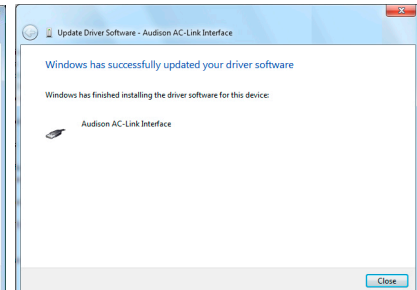 Update Driver Software - Audison AC-Link Interface
Windows has successfully updated your driver software
Windows has finished installing the driver software for this device:
Audison AC-Link Interface
Close